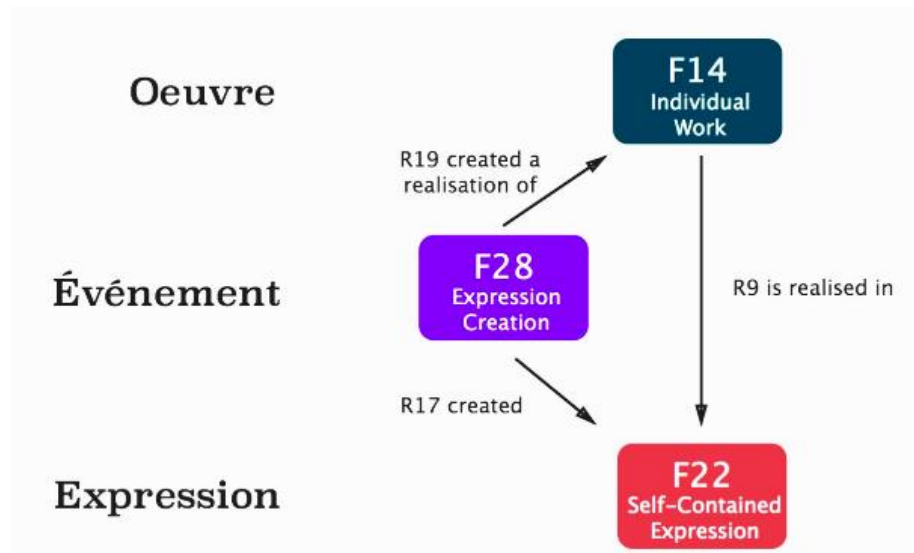 Oeuvre
F14
Individual
Work
R19 created a
realisation of
Événement
F28
Expression
Creation
R9 is realised in
R17 created
Expression
F22
Self-Contained
Expression